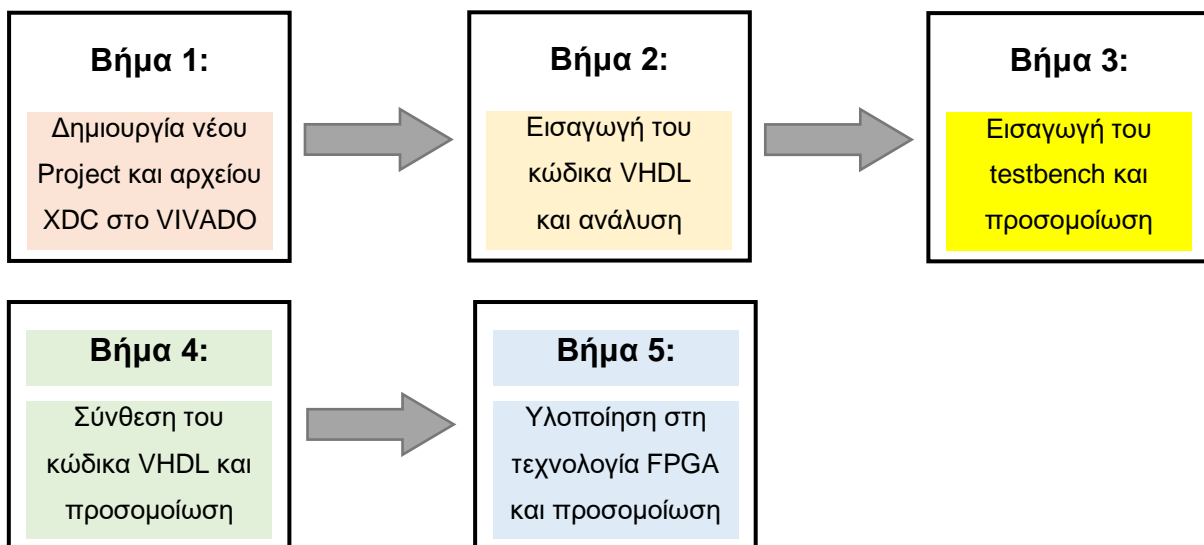 Βήμα 1:
Δημιουργία νέου
Project και αρχείου
XDC στο VIVADO
Βήμα 2:
Εισαγωγή του
κώδικα VHDL
και ανάλυση
Βήμα 3:
Εισαγωγή του
testbench και
προσομοίωση
Βήμα 4:
Σύνθεση του
κώδικα VHDL και
προσομοίωση
Βήμα 5:
Υλοποίηση στη
τεχνολογία FPGA
και προσομοίωση